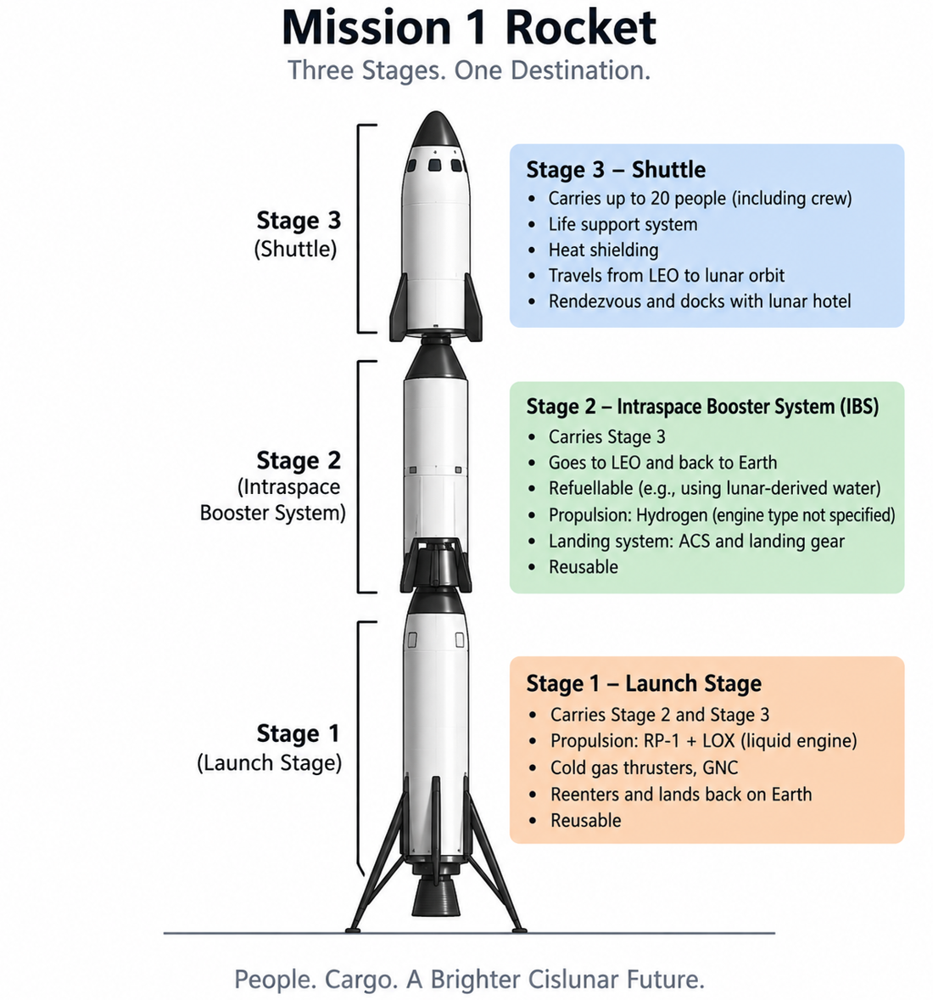 Mission 1 Rocket
Three Stages. One Destination.
Stage 3
(Shuttle)
Stage 3 – Shuttle
• Carries up to 20 people (including crew)
• Life support system
• Heat shielding
• Travels from LEO to lunar orbit
• Rendezvous and docks with lunar hotel
Stage 2
(Intraspace
Booster System)
Stage 2 – Intraspace Booster System (IBS)
• Carries Stage 3
• Goes to LEO and back to Earth
• Refuellable (e.g., using lunar-derived water)
• Propulsion: Hydrogen (engine type not specified)
• Landing system: ACS and landing gear
• Reusable
Stage 1
(Launch Stage)
Stage 1 – Launch Stage
• Carries Stage 2 and Stage 3
• Propulsion: RP-1 + LOX (liquid engine)
• Cold gas thrusters, GNC
• Reenters and lands back on Earth
• Reusable
People. Cargo. A Brighter Cislunar Future.